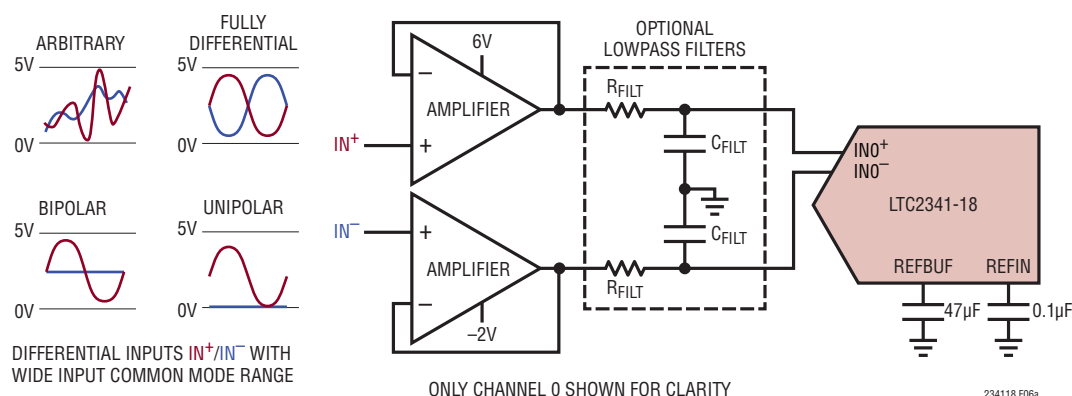 ARBITRARY
5V
0V
FULLY
DIFFERENTIAL
5V
0V
BIPOLAR
5V
0V
UNIPOLAR
5V
0V
DIFFERENTIAL INPUTS IN+/IN− WITH
WIDE INPUT COMMON MODE RANGE
6V
−
AMPLIFIER
IN+
+
IN−
+
AMPLIFIER
−
−2V
OPTIONAL
LOWPASS FILTERS
RFILT
CFILT
CFILT
RFILT
IN0+
IN0−
LTC2341-18
REFBUF
REFIN
47µF
0.1µF
ONLY CHANNEL 0 SHOWN FOR CLARITY
234118 F06a